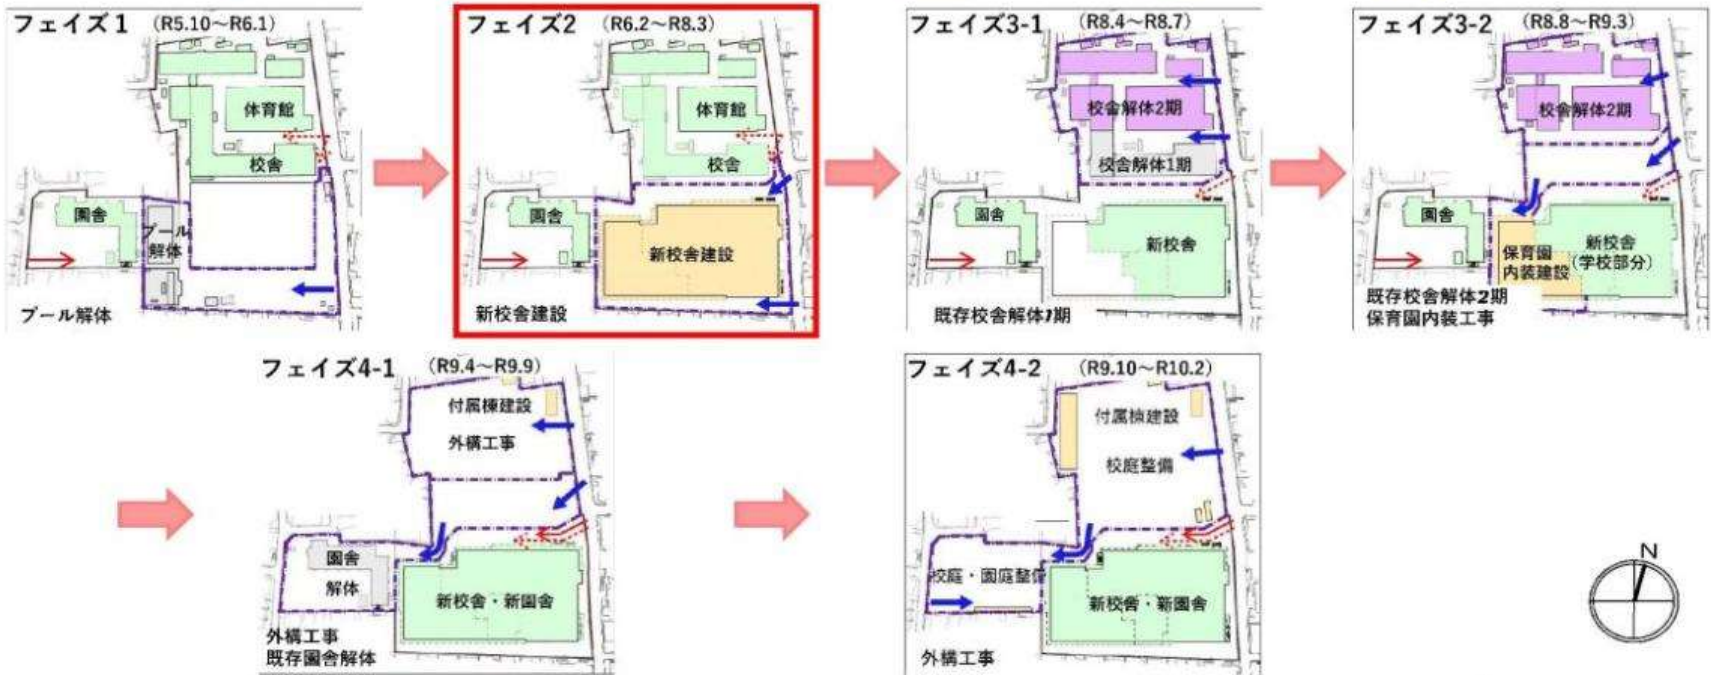 フェイズ1 (R5.10～R6.1)
体育館
校舎
園舎
プール
解体
プール解体
フェイズ2 (R6.2～R8.3)
体育館
校舎
園舎
新校舎建設
新校舎建設
フェイズ3-1 (R8.4～R8.7)
校舎解体2期
校舎解体1期
園舎
新校舎
既存校舎解体1期
フェイズ3-2 (R8.8～R9.3)
校舎解体2期
園舎
保育園
内装建設
新校舎
(学校部分)
既存校舎解体2期
保育園内装工事
フェイズ4-1 (R9.4～R9.9)
付属棟建設
外構工事
園舎
解体
新校舎・新園舎
外構工事
既存園舎解体
フェイズ4-2 (R9.10～R10.2)
付属棟建設
校庭整備
校庭・園庭整備
新校舎・新園舎
外構工事
N